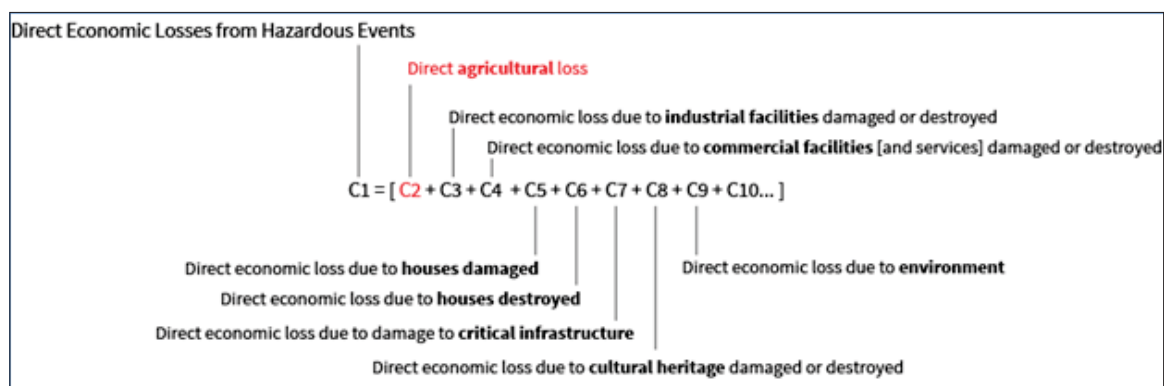 Direct Economic Losses from Hazardous Events
Direct agricultural loss
Direct economic loss due to industrial facilities damaged or destroyed
Direct economic loss due to commercial facilities [and services] damaged or destroyed
C1 = [ C2 + C3 + C4 + C5 + C6 + C7 + C8 + C9 + C10... ]
Direct economic loss due to houses damaged
Direct economic loss due to environment
Direct economic loss due to houses destroyed
Direct economic loss due to damage to critical infrastructure
Direct economic loss due to cultural heritage damaged or destroyed